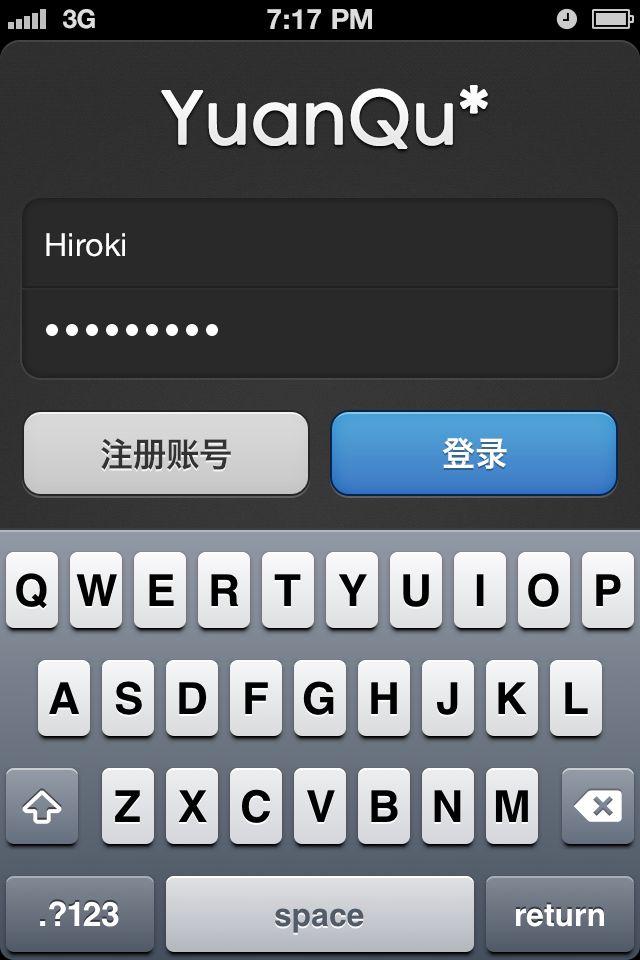 3G 7:17 PM
YuanQu*
Hiroki
●●●●●●●●●
注册账号 登录
Q W E R T Y U I O P
A S D F G H J K L
Z X C V B N M
.?123 space return